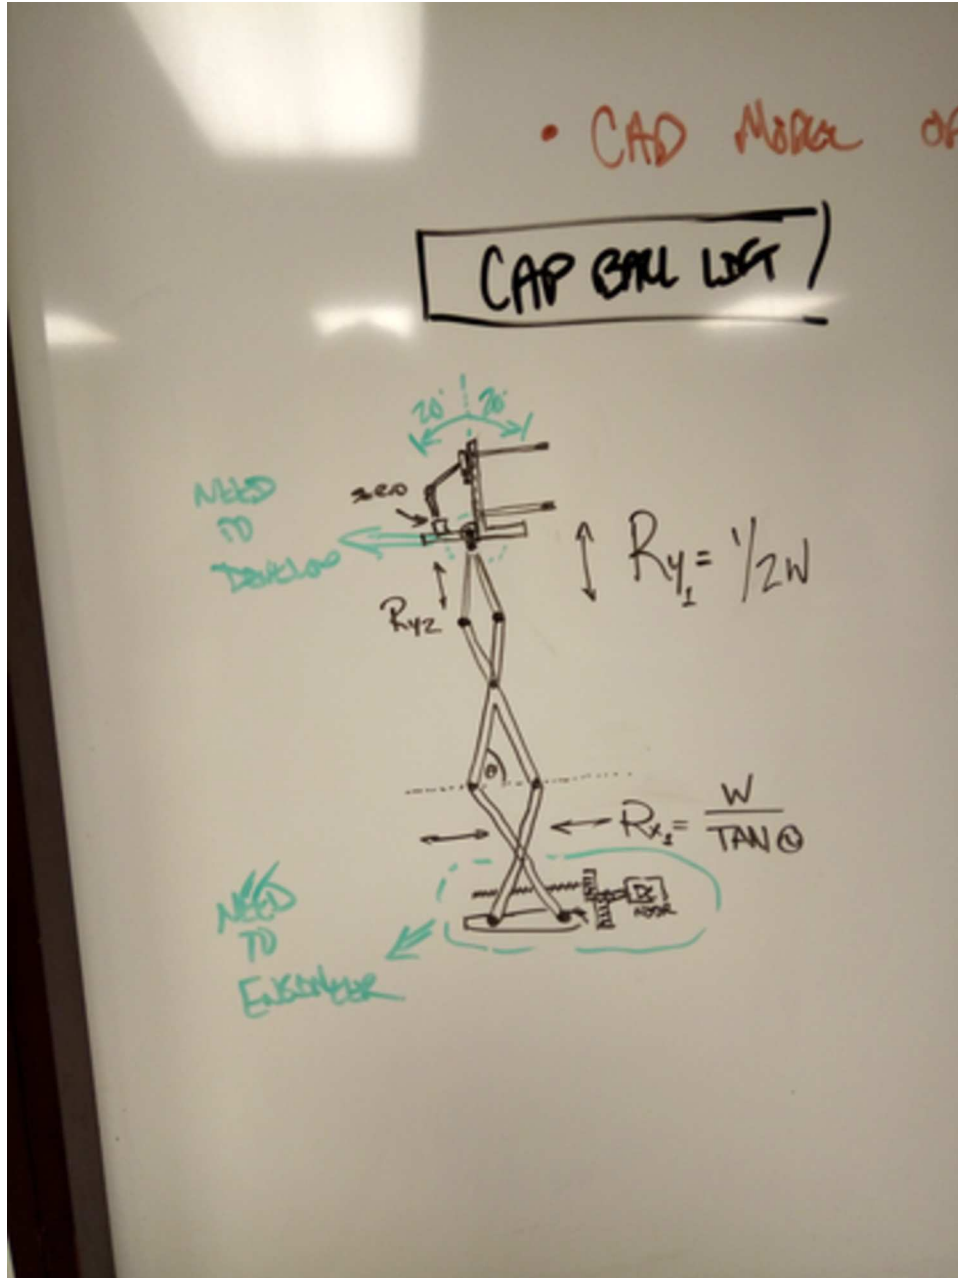 • CAD MODEL OF
CAP BALL LIFT
20° 20°
NEED
TO
DEVELOP
SERVO
Ry1 = 1/2W
Ry2
θ
Rx1 = W / TAN θ
DC
MOTOR
NEED
TO
ENGINEER